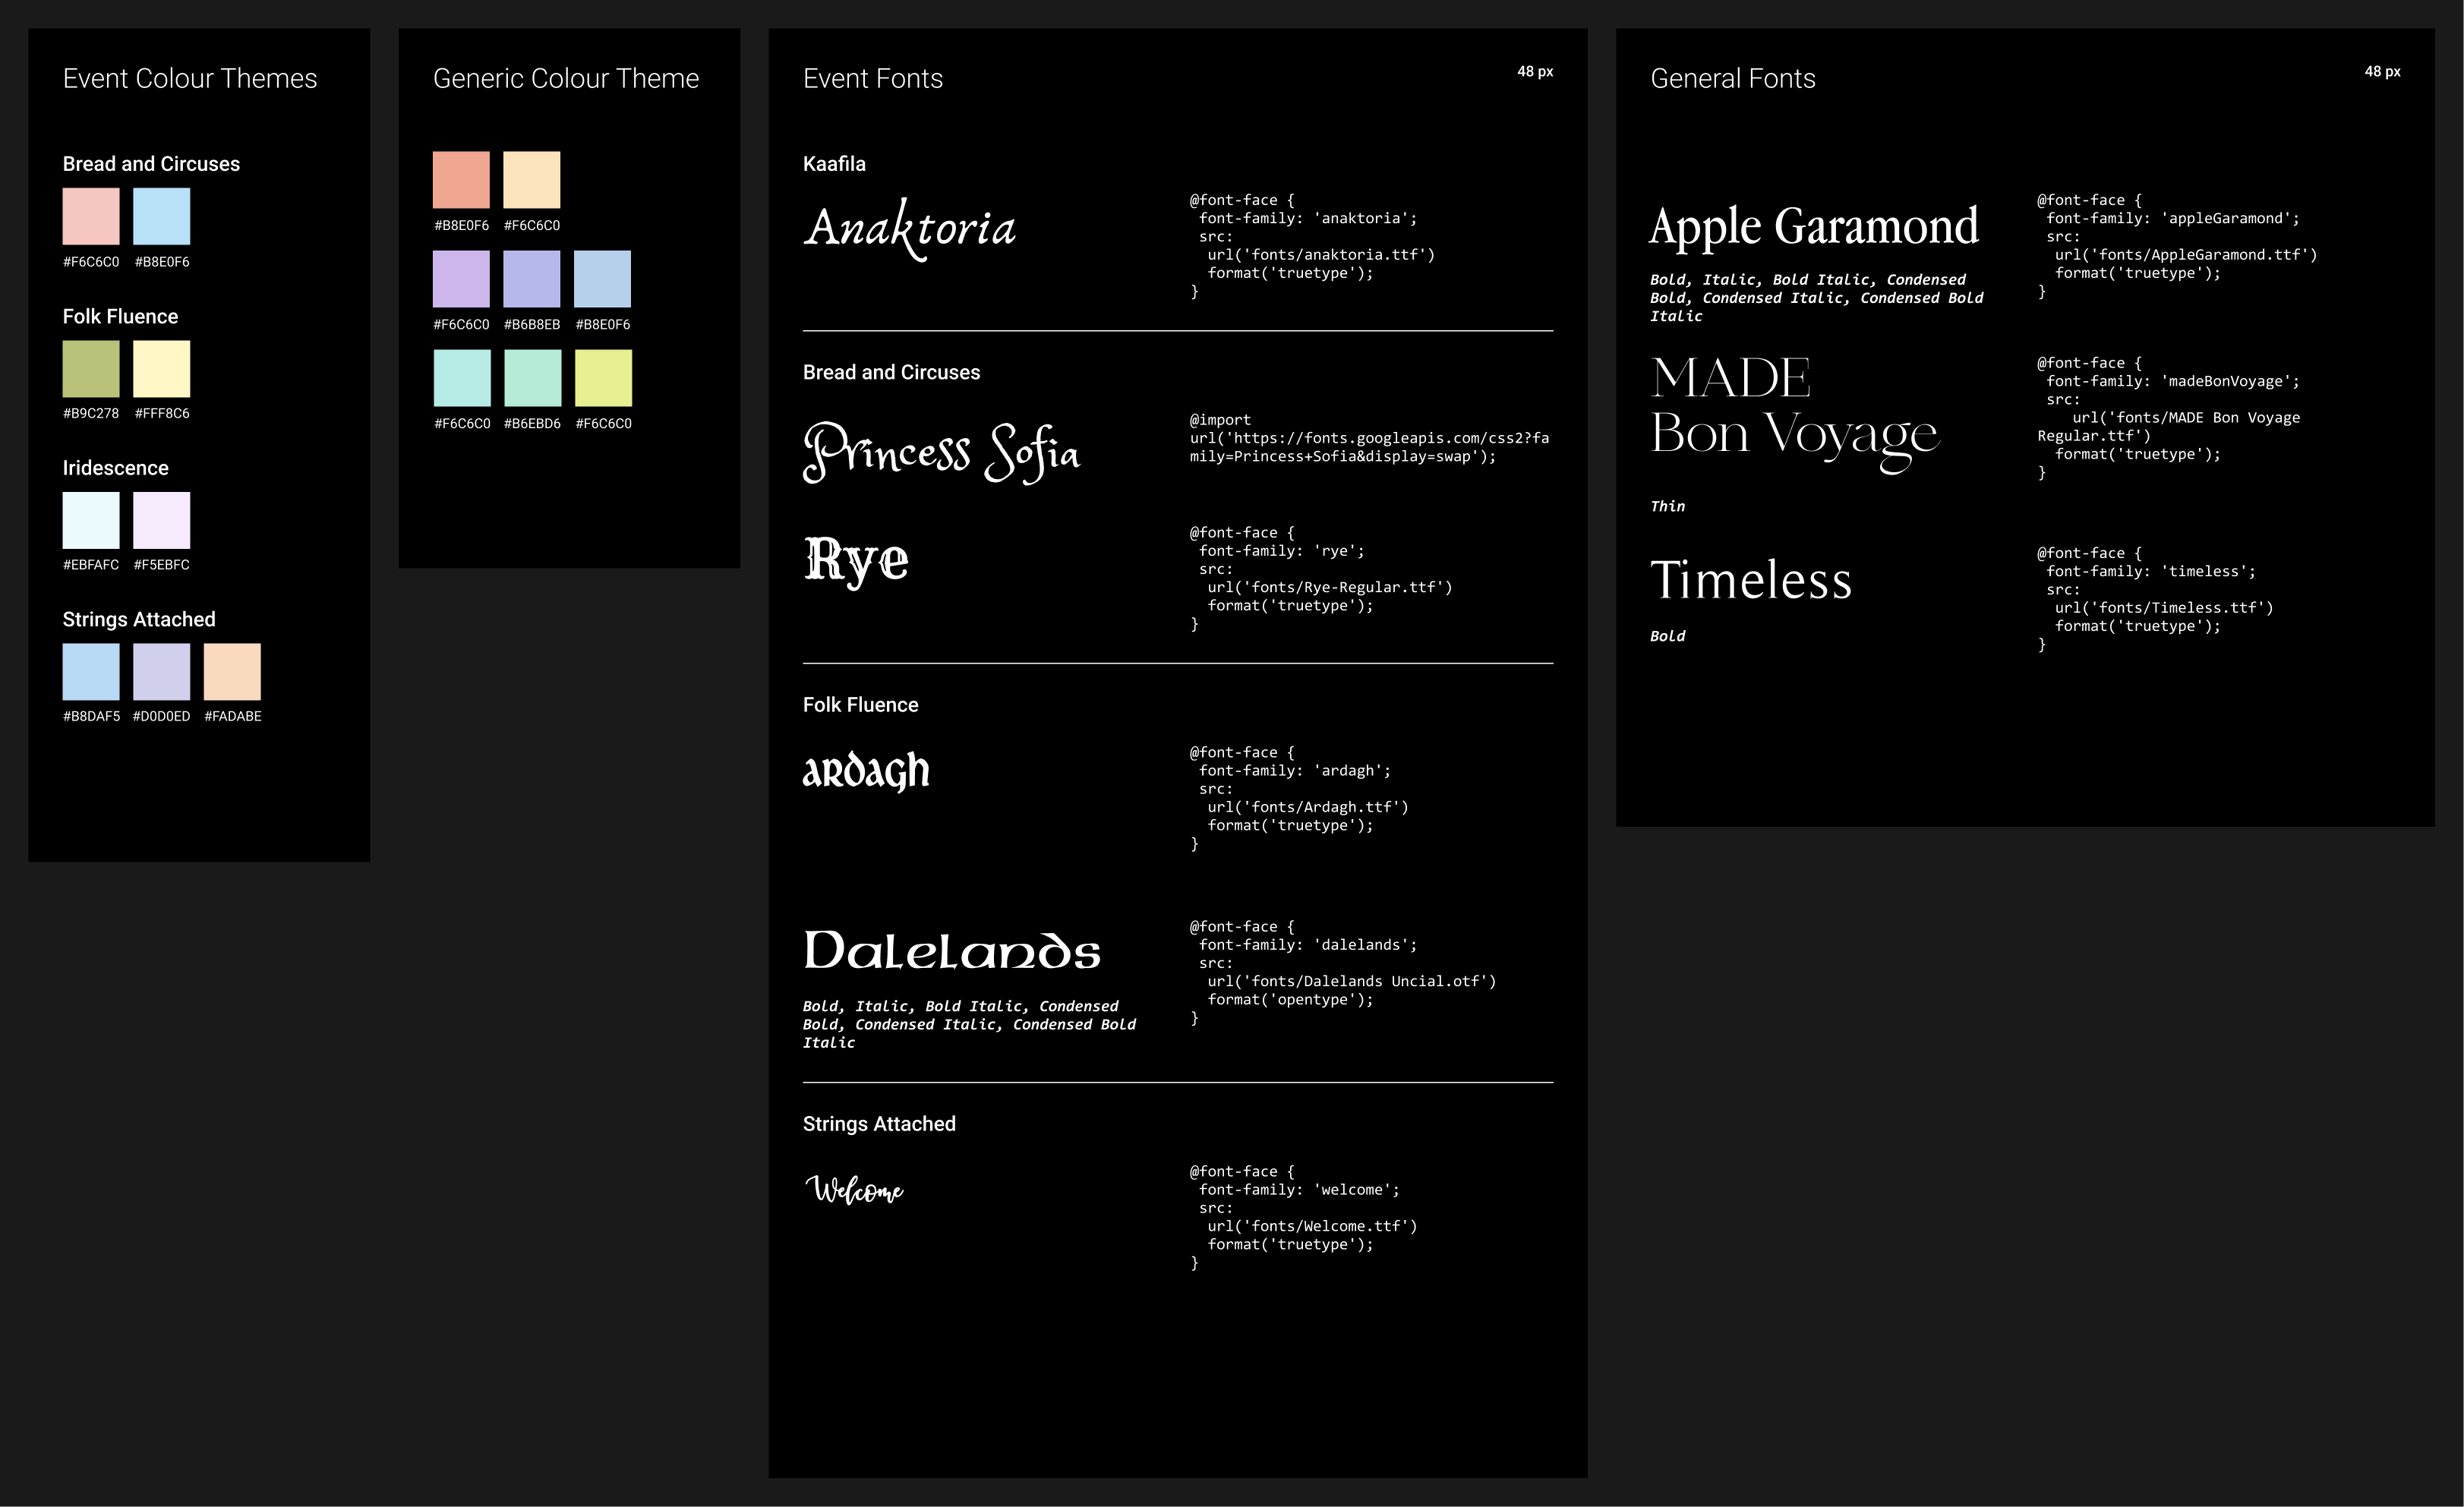 Event Colour Themes
Bread and Circuses
#F6C6C0 #B8E0F6
Folk Fluence
#B9C278 #FFF8C6
Iridescence
#EBFAFC #F5EBFC
Strings Attached
#B8DAF5 #D0D0ED #FADABE
Generic Colour Theme
#B8E0F6 #F6C6C0
#F6C6C0 #B6B8EB #B8E0F6
#F6C6C0 #B6EBD6 #F6C6C0
Event Fonts
48 px
Kaafila
Anaktoria
@font-face {
font-family: 'anaktoria';
src:
url('fonts/anaktoria.ttf')
format('truetype');
}
Bread and Circuses
Princess Sofia
@import
url('https://fonts.googleapis.com/css2?fa
mily=Princess+Sofia&display=swap');
Rye
@font-face {
font-family: 'rye';
src:
url('fonts/Rye-Regular.ttf')
format('truetype');
}
Folk Fluence
ardagh
@font-face {
font-family: 'ardagh';
src:
url('fonts/Ardagh.ttf')
format('truetype');
}
Dalelands
Bold, Italic, Bold Italic, Condensed
Bold, Condensed Italic, Condensed Bold
Italic
@font-face {
font-family: 'dalelands';
src:
url('fonts/Dalelands Uncial.otf')
format('opentype');
}
Strings Attached
Welcome
@font-face {
font-family: 'welcome';
src:
url('fonts/Welcome.ttf')
format('truetype');
}
General Fonts
48 px
Apple Garamond
Bold, Italic, Bold Italic, Condensed
Bold, Condensed Italic, Condensed Bold
Italic
@font-face {
font-family: 'appleGaramond';
src:
url('fonts/AppleGaramond.ttf')
format('truetype');
}
MADE
Bon Voyage
Thin
@font-face {
font-family: 'madeBonVoyage';
src:
url('fonts/MADE Bon Voyage
Regular.ttf')
format('truetype');
}
Timeless
Bold
@font-face {
font-family: 'timeless';
src:
url('fonts/Timeless.ttf')
format('truetype');
}